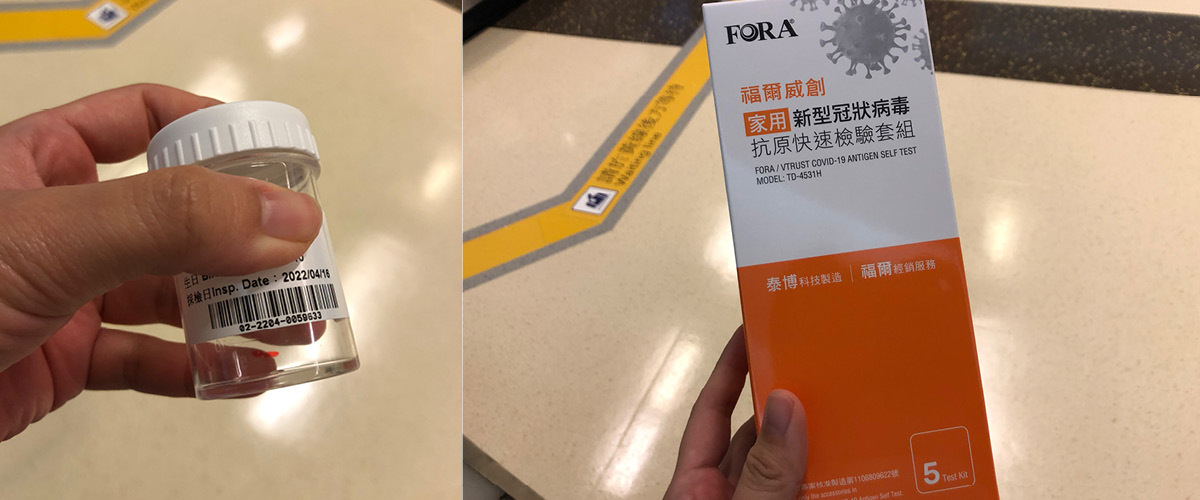 採檢日Insp. Date : 2022/04/16
02-2204-0059633
FORA
福爾威創
家用 新型冠狀病毒
抗原快速檢驗套組
FORA / VTRUST COVID-19 ANTIGEN SELF TEST
MODEL: TD-4531H
泰博科技製造 | 福爾經銷服務
5 Test Kit
Waiting line